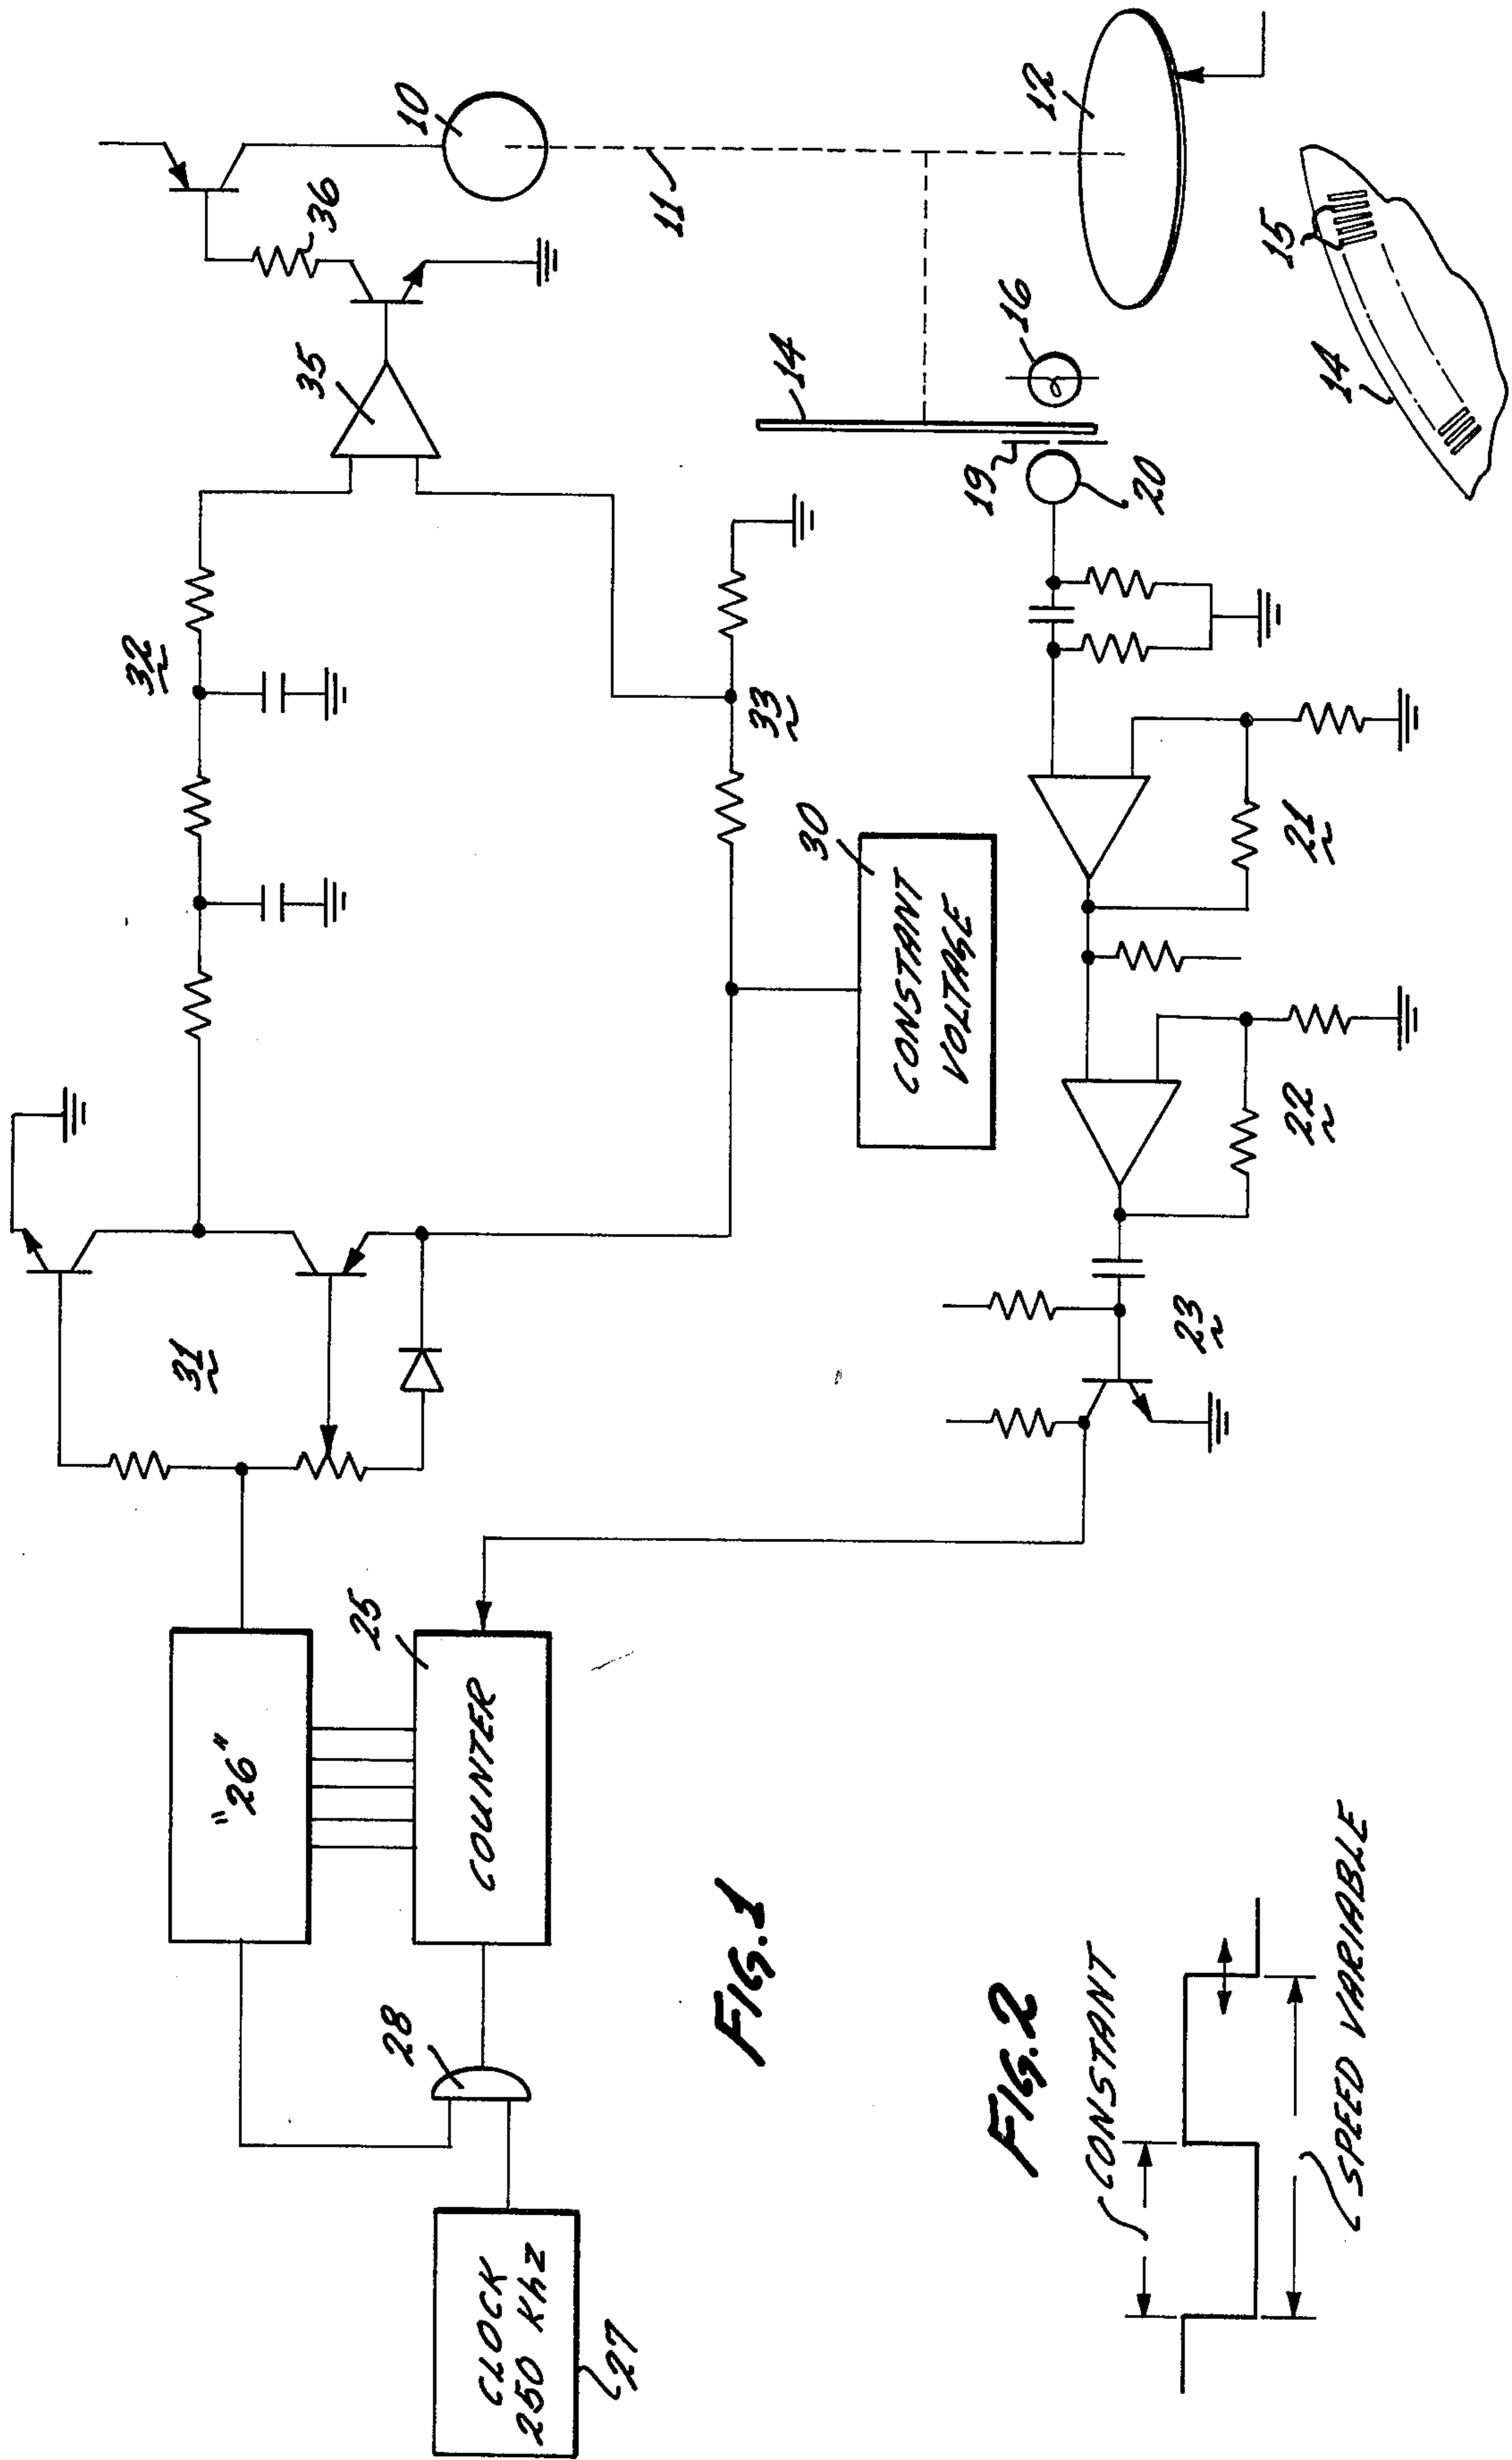 10
36
11
12
35
14
16
15
14
19
20
32
33
30
CONSTANT
VOLTAGE
21
22
31
23
25
"26"
COUNTER
28
CLOCK
250 Khz
27
FIG.1
FIG.2
CONSTANT
SPEED VARIABLE